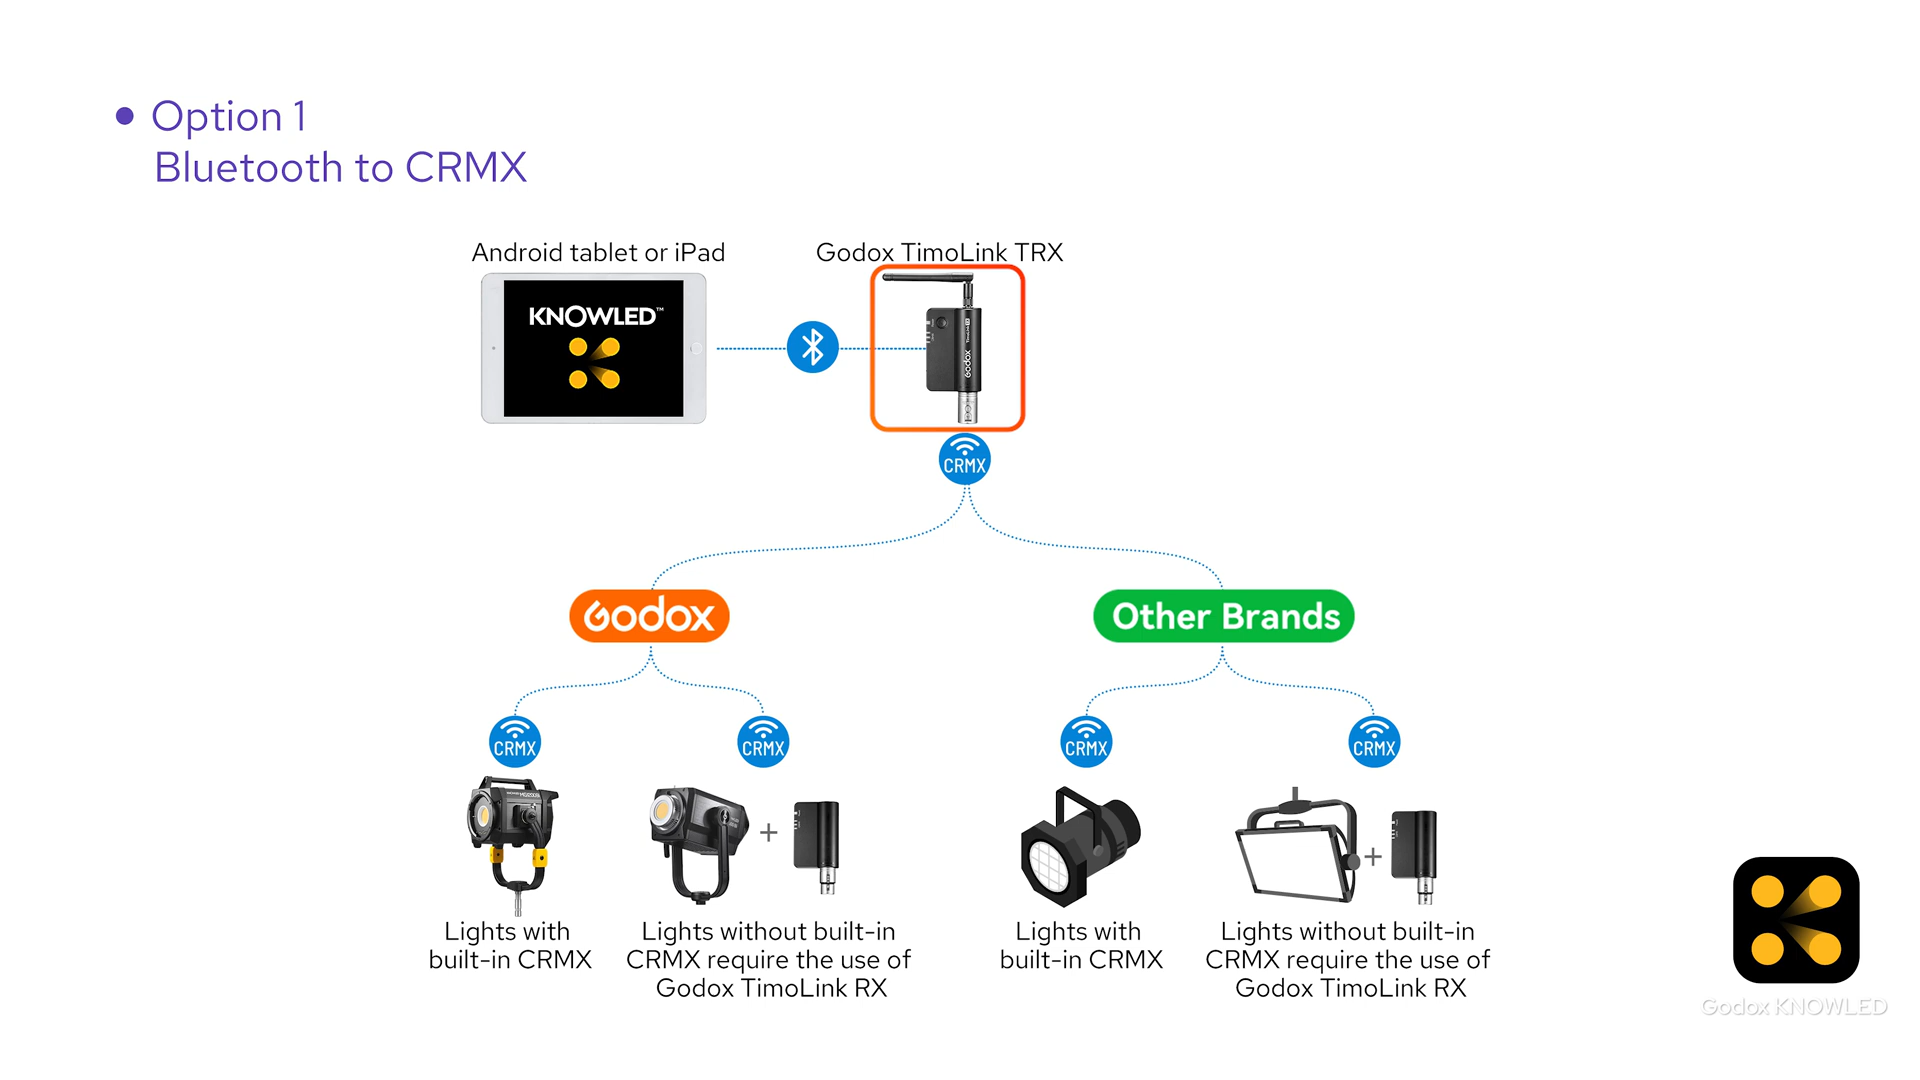 Option 1
Bluetooth to CRMX
Android tablet or iPad
Godox TimoLink TRX
KNOWLED™
Godox
CRMX
Godox
Other Brands
CRMX
CRMX
CRMX
CRMX
Lights with
built-in CRMX
Lights without built-in
CRMX require the use of
Godox TimoLink RX
Lights with
built-in CRMX
Lights without built-in
CRMX require the use of
Godox TimoLink RX
Godox KNOWLED